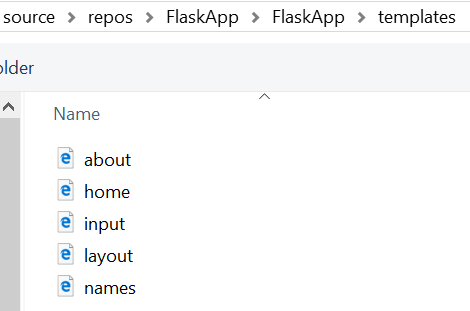 source > repos > FlaskApp > FlaskApp > templates
older
Name
about
home
input
layout
names